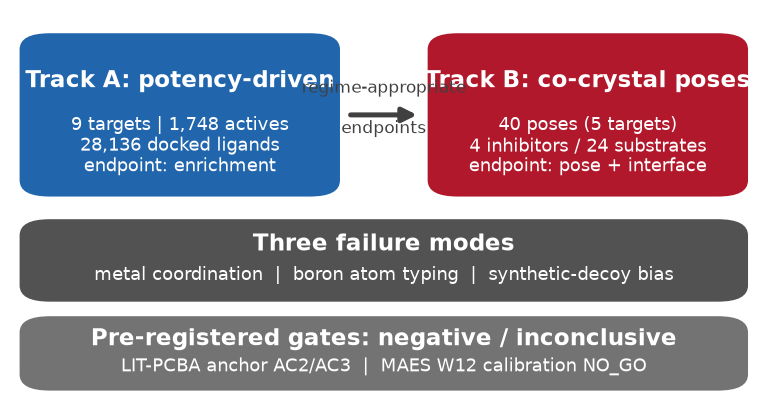 Track A: potency-driven
9 targets | 1,748 actives
28,136 docked ligands
endpoint: enrichment
regime-appropriate
endpoints
Track B: co-crystal poses
40 poses (5 targets)
4 inhibitors / 24 substrates
endpoint: pose + interface
Three failure modes
metal coordination | boron atom typing | synthetic-decoy bias
Pre-registered gates: negative / inconclusive
LIT-PCBA anchor AC2/AC3 | MAES W12 calibration NO_GO